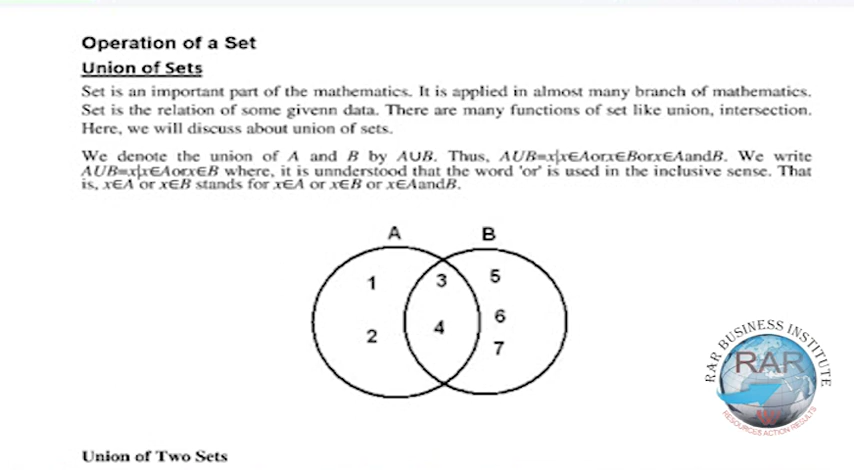 Operation of a Set
Union of Sets
Set is an important part of the mathematics. It is applied in almost many branch of mathematics.
Set is the relation of some givenn data. There are many functions of set like union, intersection.
Here, we will discuss about union of sets.
We denote the union of A and B by A∪B. Thus, A∪B=x|x∈Aorx∈Borx∈AandB. We write
A∪B=x|x∈Aorx∈B where, it is unnderstood that the word 'or' is used in the inclusive sense. That
is, x∈A or x∈B stands for x∈A or x∈B or x∈AandB.
A B
1 3 5
2 4 6
7
RAR BUSINESS INSTITUTE
RAR
RESOURCES ACTION RESULTS
Union of Two Sets